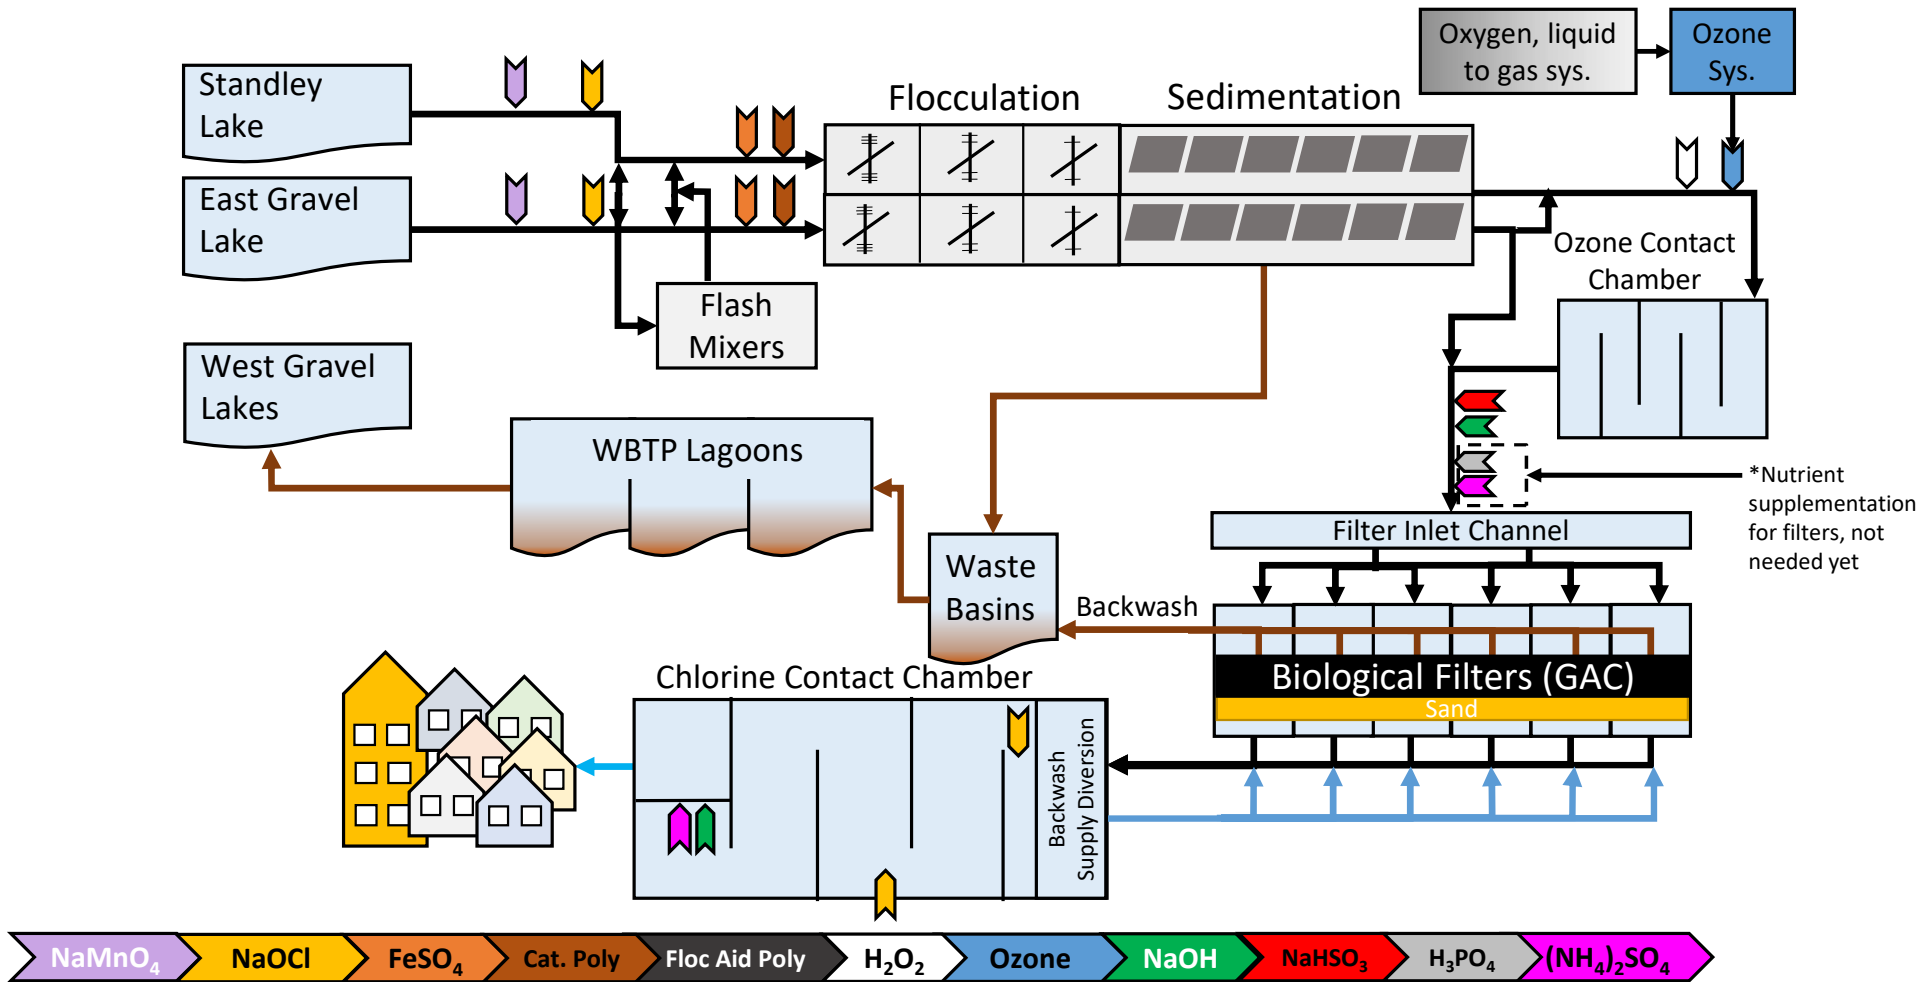 Oxygen, liquid
to gas sys.
Ozone
Sys.
Standley
Lake
Flocculation
Sedimentation
East Gravel
Lake
Ozone Contact
Chamber
Flash
Mixers
West Gravel
Lakes
WBTP Lagoons
*Nutrient
supplementation
for filters, not
needed yet
Filter Inlet Channel
Waste
Basins
Backwash
Biological Filters (GAC)
Sand
Chlorine Contact Chamber
Backwash
Supply Diversion
NaMnO₄
NaOCl
FeSO₄
Cat. Poly
Floc Aid Poly
H₂O₂
Ozone
NaOH
NaHSO₃
H₃PO₄
(NH₄)₂SO₄